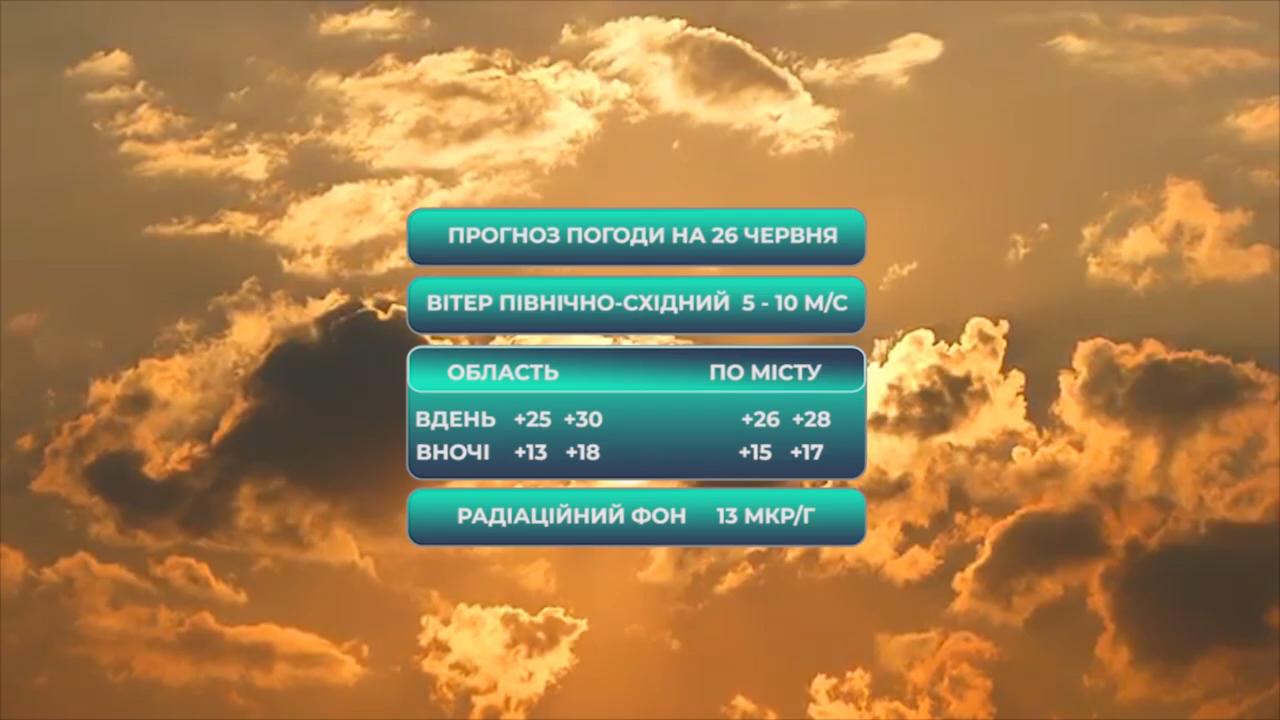 ПРОГНОЗ ПОГОДИ НА 26 ЧЕРВНЯ
ВІТЕР ПІВНІЧНО-СХІДНИЙ 5 - 10 М/С
ОБЛАСТЬ ПО МІСТУ
ВДЕНЬ +25 +30 +26 +28
ВНОЧІ +13 +18 +15 +17
РАДІАЦІЙНИЙ ФОН 13 МКР/Г